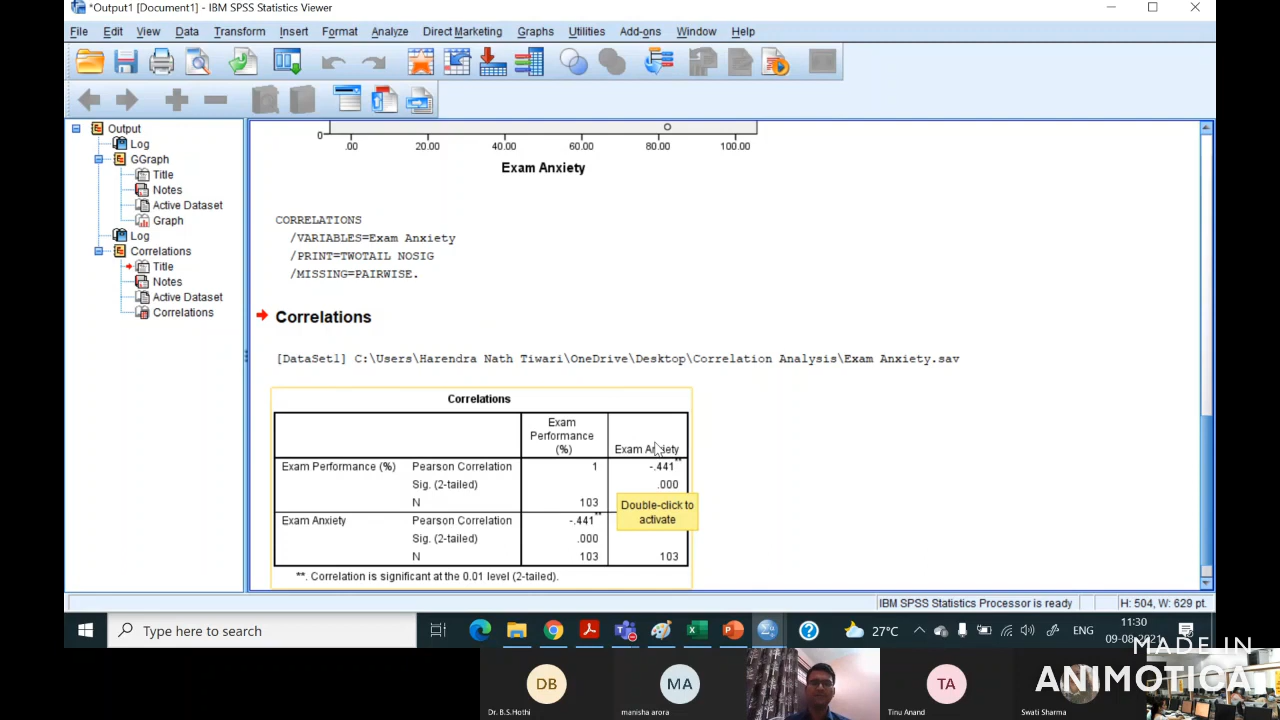 *Output1 [Document1] - IBM SPSS Statistics Viewer
File Edit View Data Transform Insert Format Analyze Direct Marketing Graphs Utilities Add-ons Window Help
Output
Log
GGraph
Title
Notes
Active Dataset
Graph
Log
Correlations
Title
Notes
Active Dataset
Correlations
0
.00 20.00 40.00 60.00 80.00 100.00
Exam Anxiety
CORRELATIONS
/VARIABLES=Exam Anxiety
/PRINT=TWOTAIL NOSIG
/MISSING=PAIRWISE.
Correlations
[DataSet1] C:\Users\Harendra Nath Tiwari\OneDrive\Desktop\Correlation Analysis\Exam Anxiety.sav
Correlations
Exam
Performance
(%) Exam Anxiety
Exam Performance (%) Pearson Correlation 1 -.441**
Sig. (2-tailed) .000
N 103
Double-click to
activate
Exam Anxiety Pearson Correlation -.441**
Sig. (2-tailed) .000
N 103 103
**. Correlation is significant at the 0.01 level (2-tailed).
IBM SPSS Statistics Processor is ready H: 504, W: 629 pt.
Type here to search
27°C ENG
11:30
09-08-2021
MADE IN
ANIMOTICA
DB
MA
TA
Dr. B.S.Hothi
manisha arora
Tinu Anand
Swati Sharma